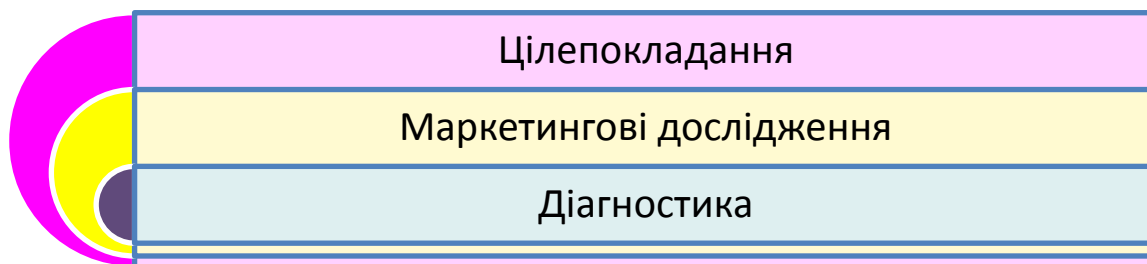 Цілепокладання
Маркетингові дослідження
Діагностика